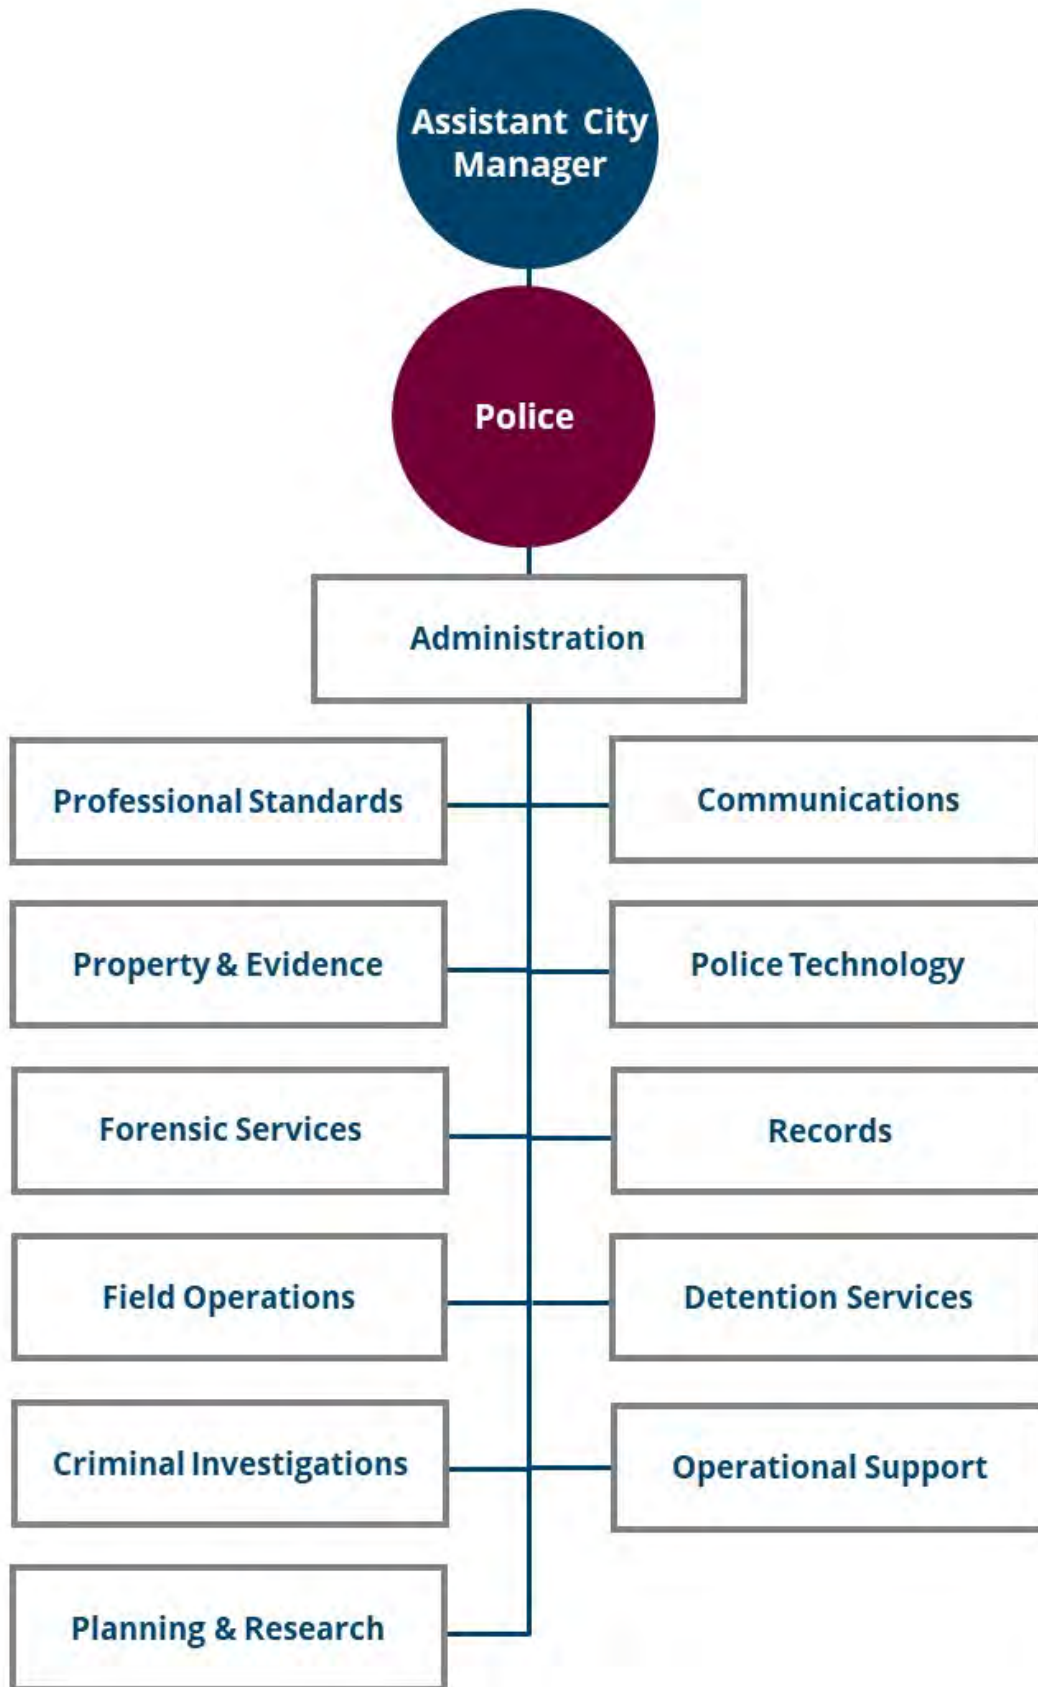 Assistant City
Manager
Police
Administration
Professional Standards
Communications
Property & Evidence
Police Technology
Forensic Services
Records
Field Operations
Detention Services
Criminal Investigations
Operational Support
Planning & Research